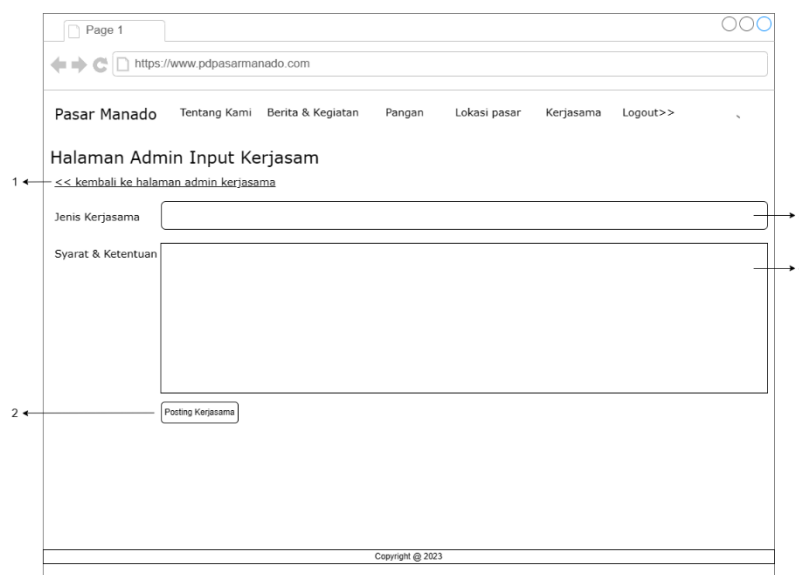 Page 1
https://www.pdpasarmanado.com
Pasar Manado Tentang Kami Berita & Kegiatan Pangan Lokasi pasar Kerjasama Logout>>
Halaman Admin Input Kerjasam
1 << kembali ke halaman admin kerjasama
Jenis Kerjasama
Syarat & Ketentuan
2 Posting Kerjasama
Copyright @ 2023